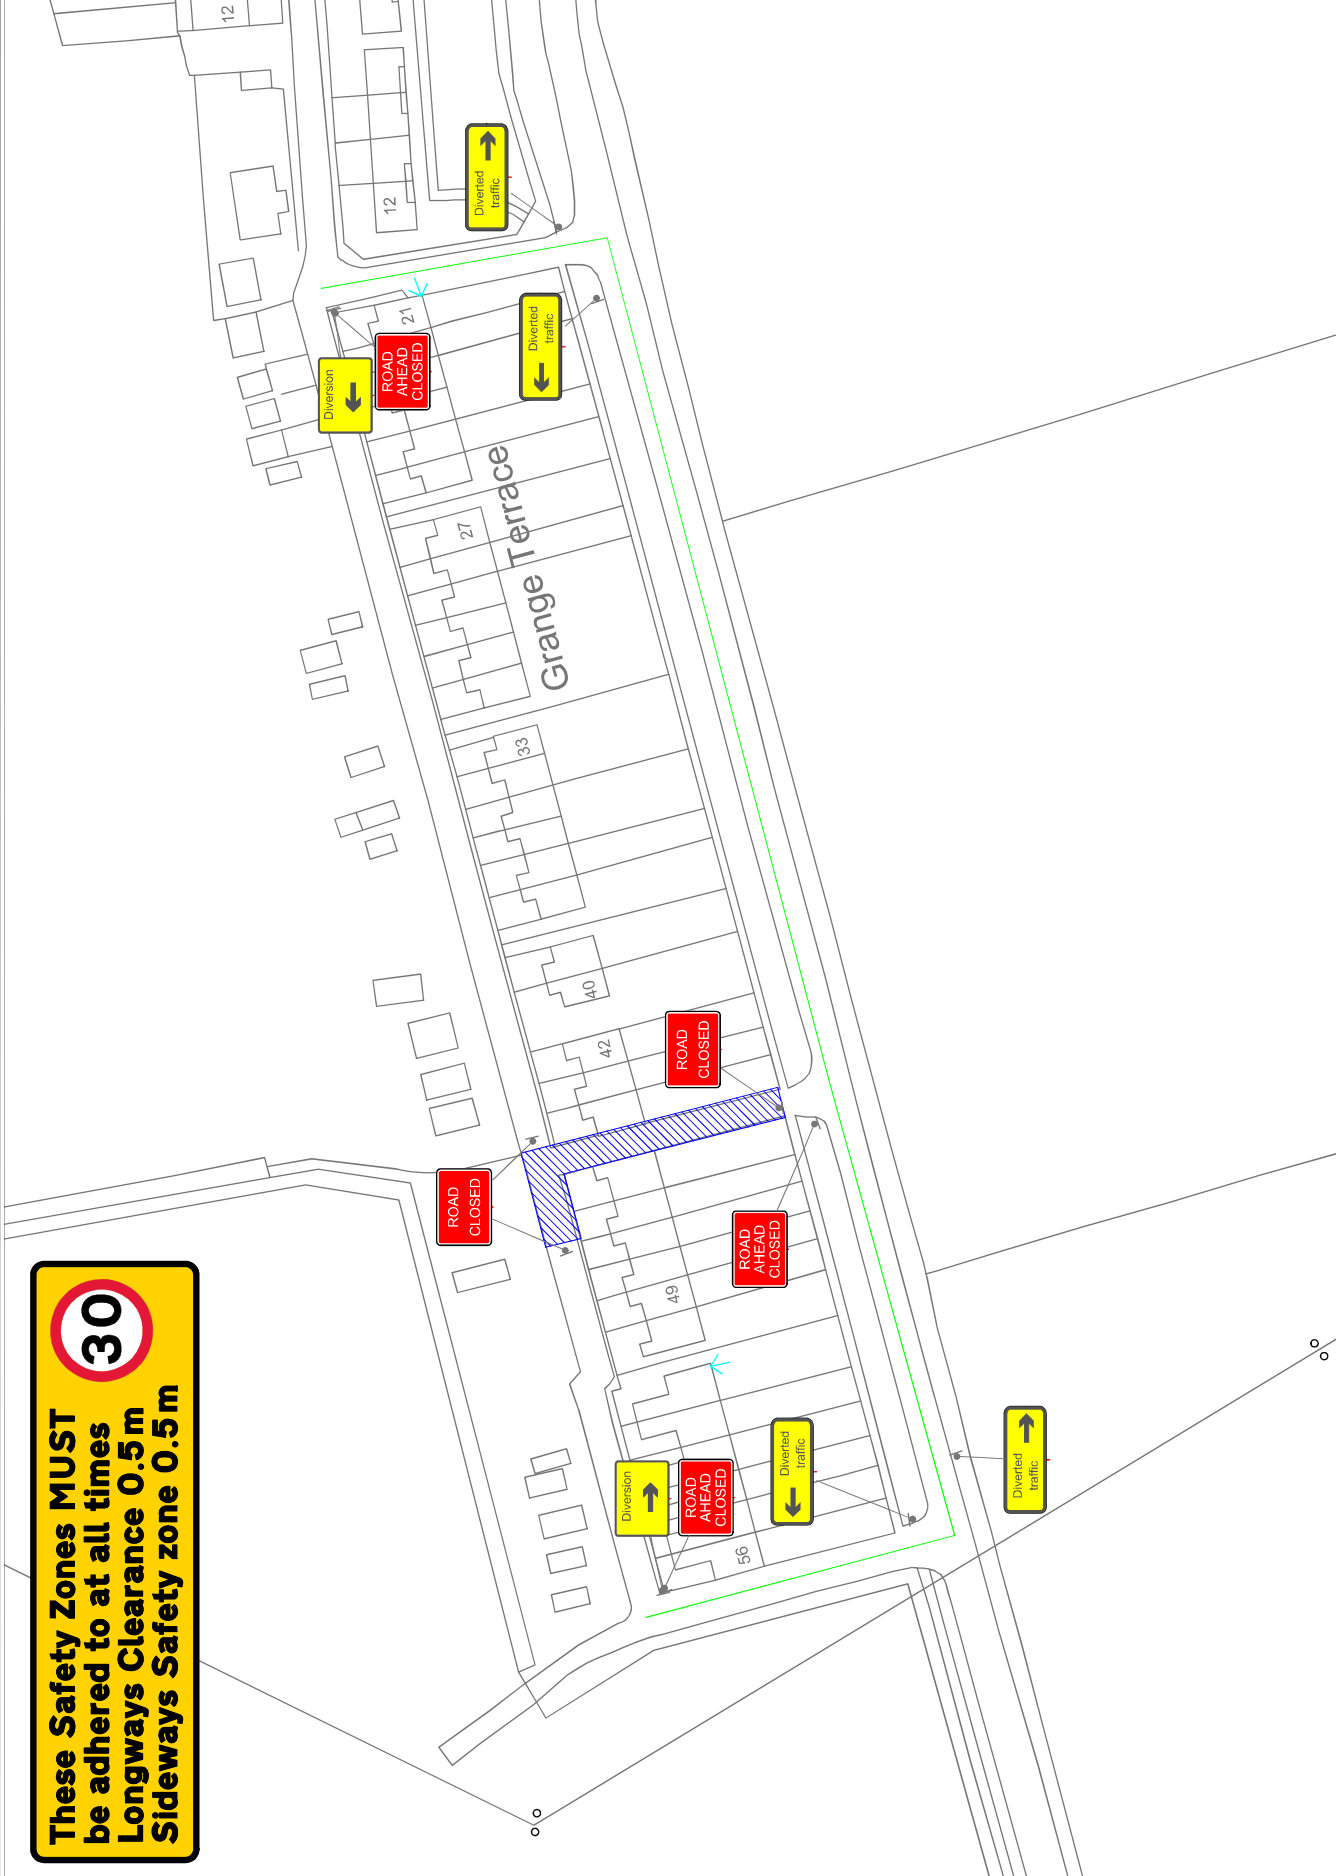 12
12
Diverted
traffic
21
Diverted
traffic
ROAD
AHEAD
CLOSED
Diversion
Grange Terrace
27
33
40
42
ROAD
CLOSED
ROAD
CLOSED
ROAD
AHEAD
CLOSED
49
Diverted
traffic
Diverted
traffic
Diversion
ROAD
AHEAD
CLOSED
56
These Safety Zones MUST
be adhered to at all times
Longways Clearance 0.5m
Sideways Safety zone 0.5m
30